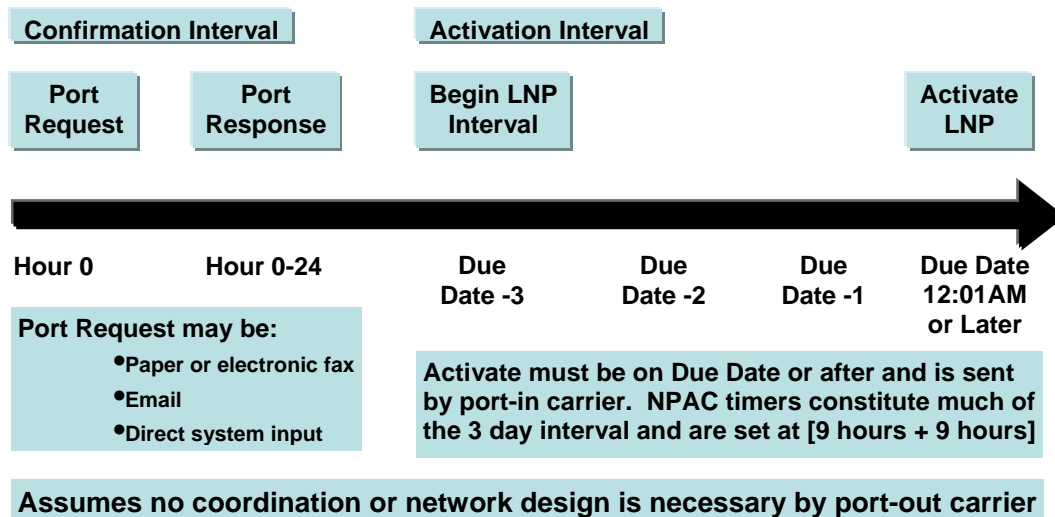 Confirmation Interval
Activation Interval
Port
Request
Port
Response
Begin LNP
Interval
Activate
LNP
Hour 0
Hour 0-24
Due
Date -3
Due
Date -2
Due
Date -1
Due Date
12:01AM
or Later
Port Request may be:
•Paper or electronic fax
•Email
•Direct system input
Activate must be on Due Date or after and is sent
by port-in carrier.  NPAC timers constitute much of
the 3 day interval and are set at [9 hours + 9 hours]
Assumes no coordination or network design is necessary by port-out carrier